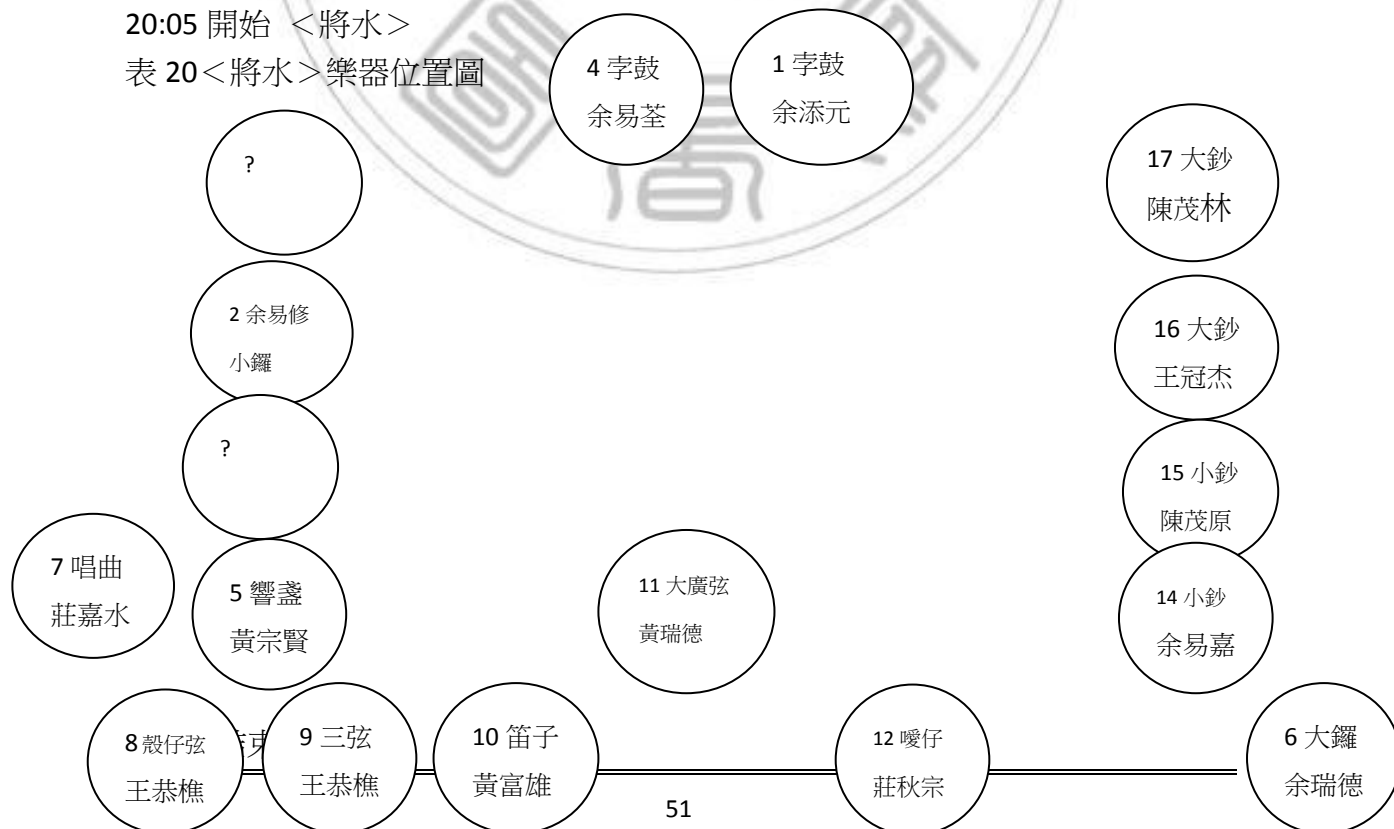 20:05 開始 ＜將水＞
表 20＜將水＞樂器位置圖
4 孛鼓
余易荃
1 孛鼓
余添元
?
17 大鈔
陳茂林
2 余易修
小鑼
16 大鈔
王冠杰
?
15 小鈔
陳茂原
7 唱曲
莊嘉水
5 響盞
黃宗賢
11 大廣弦
黃瑞德
14 小鈔
余易嘉
8 殼仔弦
王恭樵
9 三弦
王恭樵
10 笛子
黃富雄
12 噯仔
莊秋宗
6 大鑼
余瑞德
51